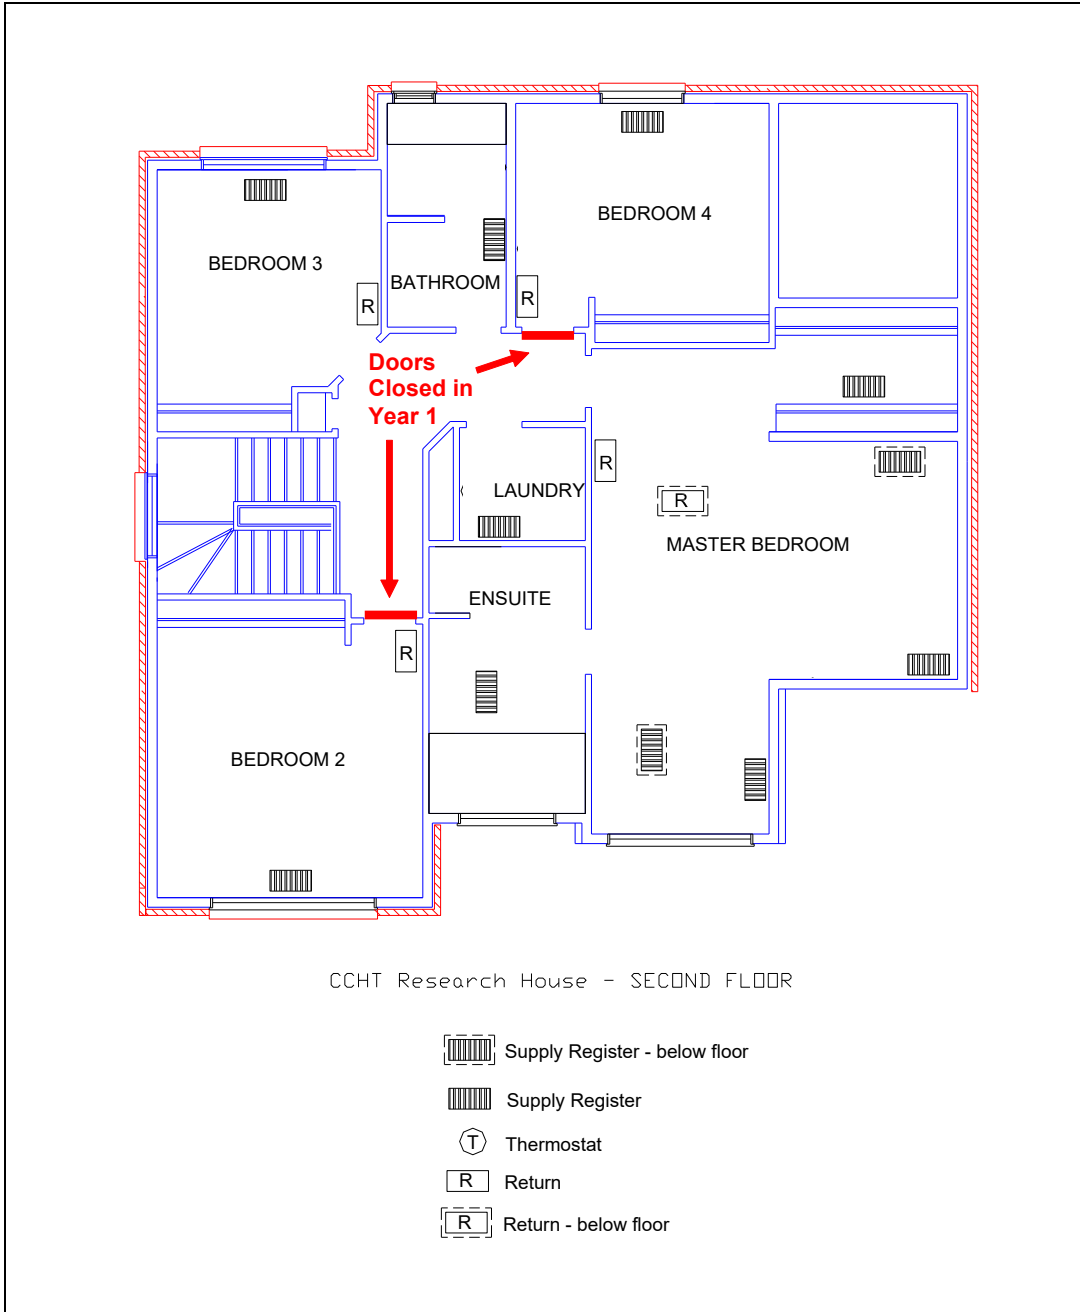 BEDROOM 4
BEDROOM 3
BATHROOM
R
R
Doors
Closed in
Year 1
R
LAUNDRY
R
MASTER BEDROOM
ENSUITE
R
BEDROOM 2
CCHT Research House - SECOND FLOOR
Supply Register - below floor
Supply Register
T Thermostat
R Return
R Return - below floor